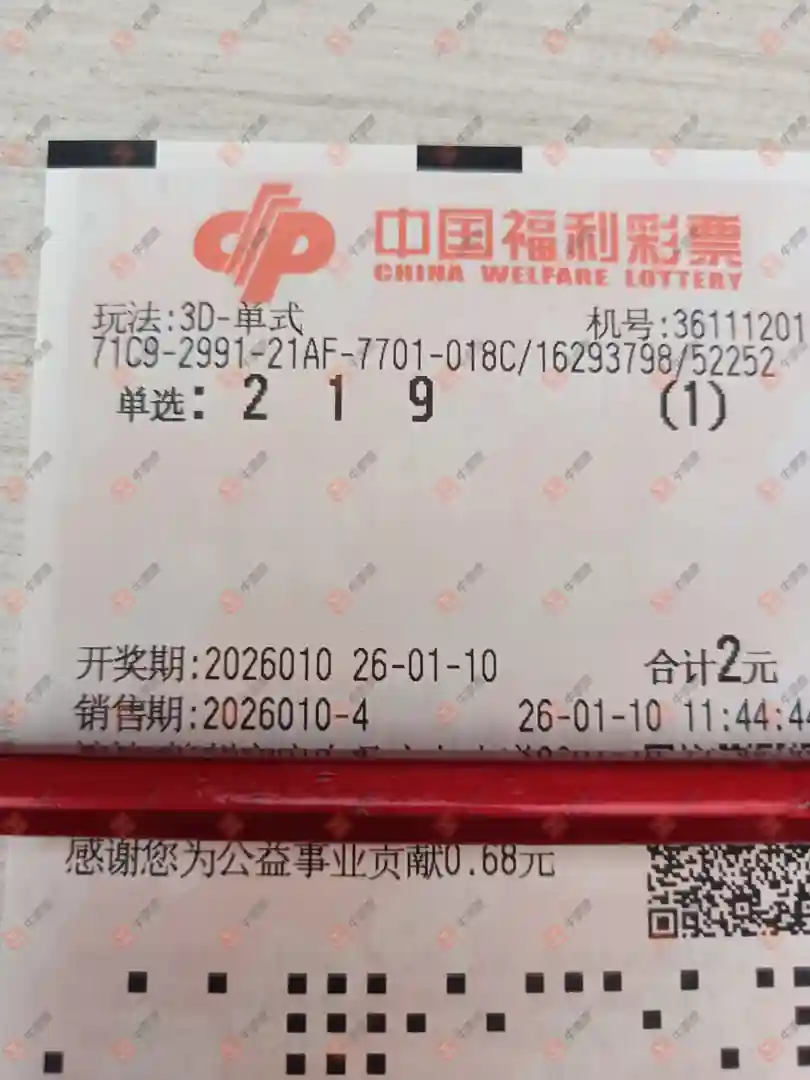 中国福利彩票
CHINA WELFARE LOTTERY
玩法:3D-单式 机号:36111201
71C9-2991-21AF-7701-018C/16293798/52252
单选: 2 1 9 (1)
开奖期:2026010 26-01-10 合计2元
销售期:2026010-4 26-01-10 11:44:44
感谢您为公益事业贡献0.68元